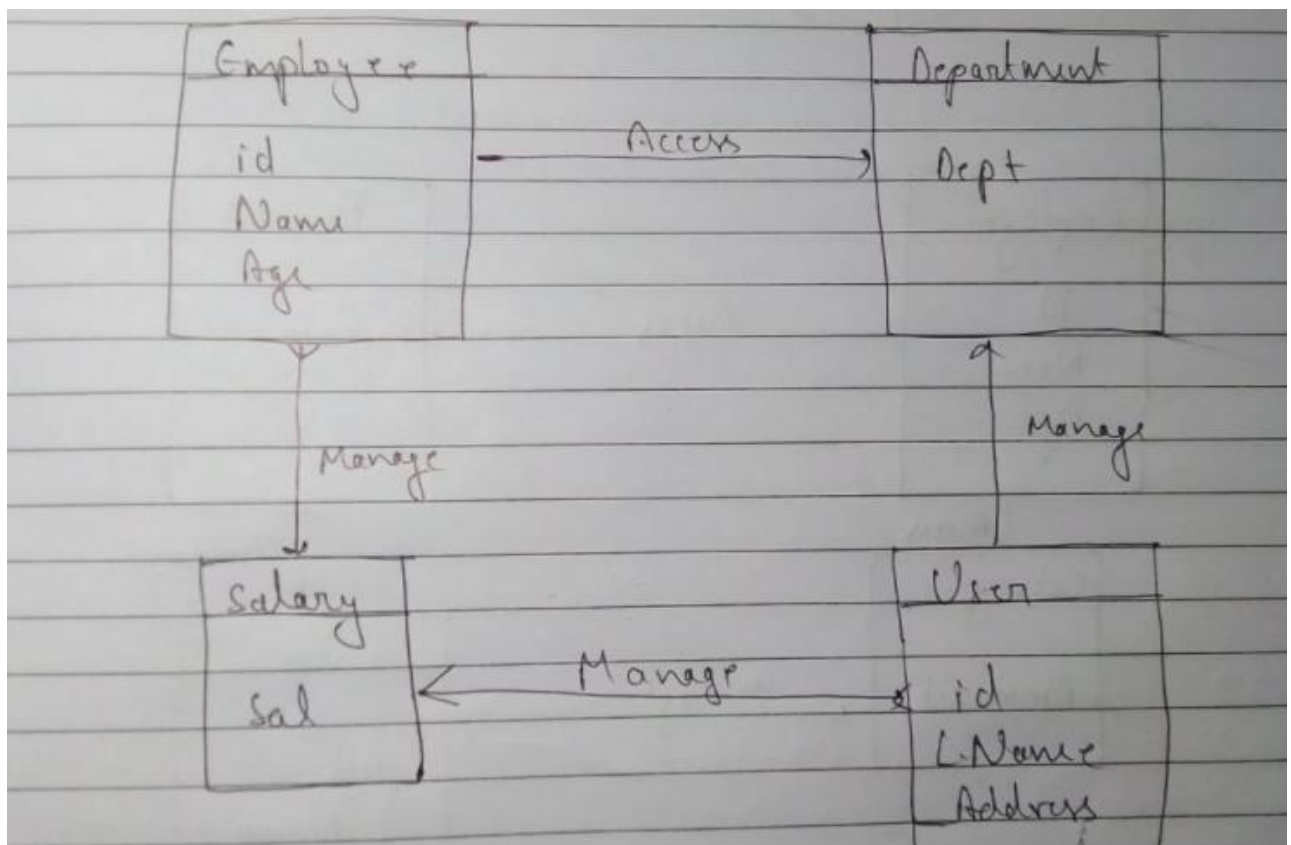 Employee
id
Name
Age
Access
Department
Dept
Manage
Manage
Salary
Sal
Manage
User
id
L.Name
Address